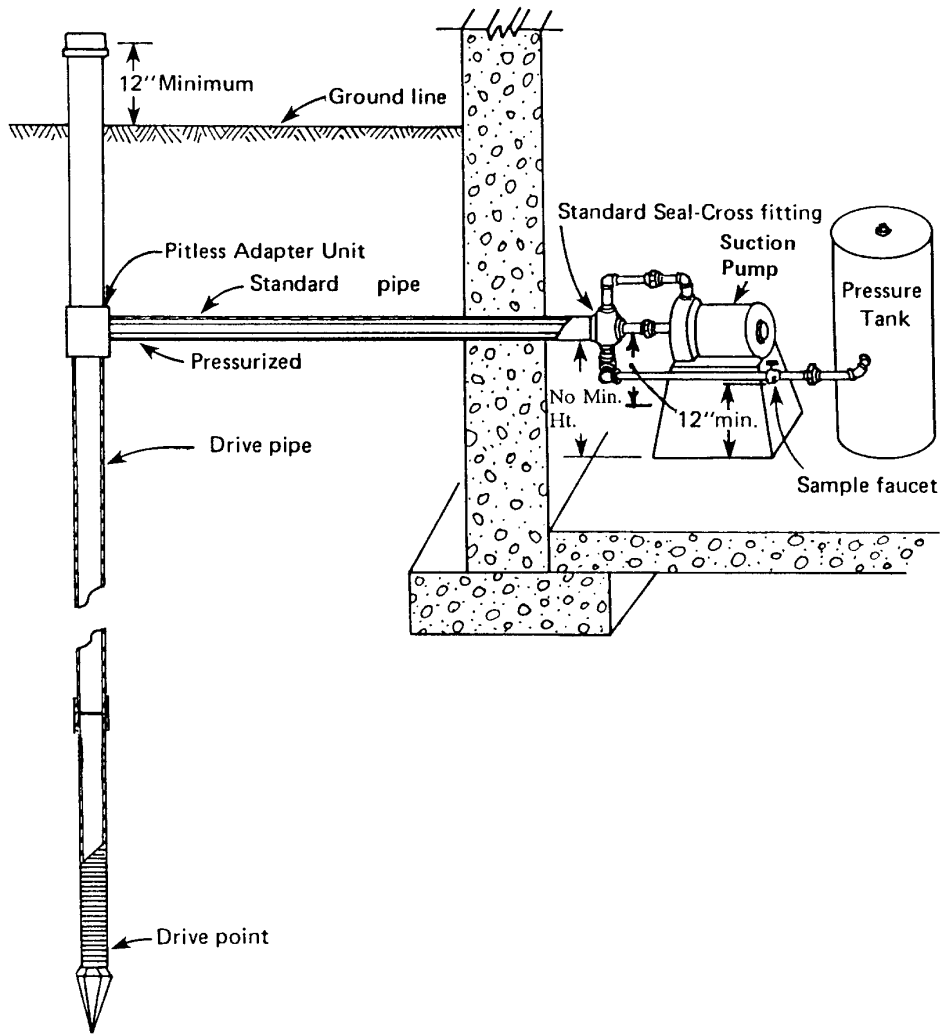 12''Minimum
Ground line
Standard Seal-Cross fitting
Suction
Pump
Pitless Adapter Unit
Standard pipe
Pressure
Tank
Pressurized
No Min.
Ht.
12''min.
Drive pipe
Sample faucet
Drive point